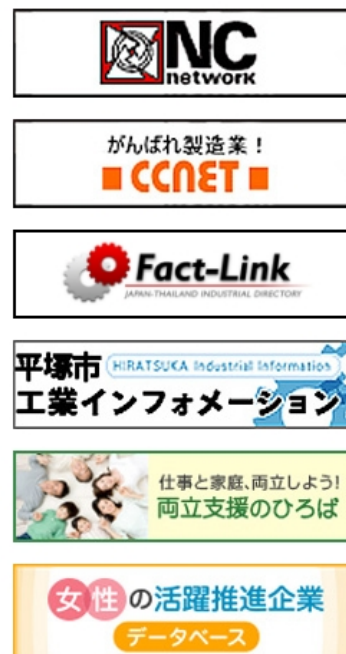 NC
network
がんばれ製造業！
CCNET
Fact-Link
JAPAN-THAILAND INDUSTRIAL DIRECTORY
平塚市 HIRATSUKA Industrial Information
工業インフォメーション
仕事と家庭、両立しよう!
両立支援のひろば
女性の活躍推進企業
データベース